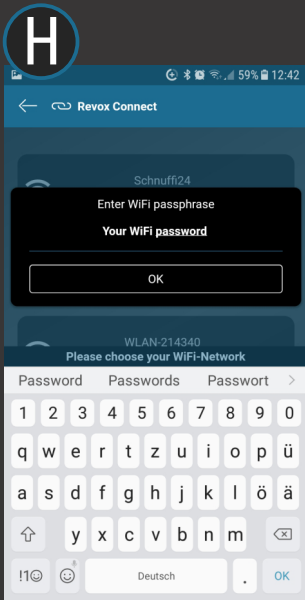 H
59% 12:42
Revox Connect
Schnuffi24
Enter WiFi passphrase
Your WiFi password
OK
WLAN-214340
Please choose your WiFi-Network
Password Passwords Passwort
1 2 3 4 5 6 7 8 9 0
q w e r t z u i o p ü
a s d f g h j k l ö ä
y x c v b n m
!1☺ Deutsch . OK